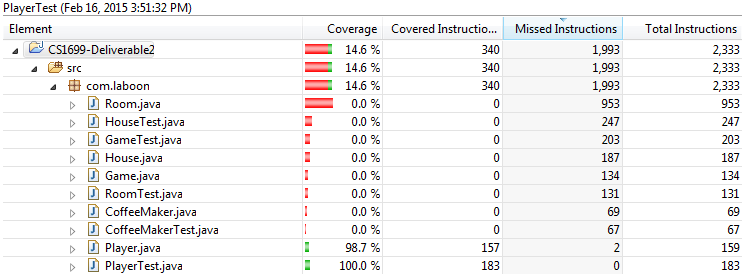 PlayerTest (Feb 16, 2015 3:51:32 PM)
Element Coverage Covered Instructio... Missed Instructions Total Instructions
CS1699-Deliverable2 14.6 % 340 1,993 2,333
src 14.6 % 340 1,993 2,333
com.laboon 14.6 % 340 1,993 2,333
Room.java 0.0 % 0 953 953
HouseTest.java 0.0 % 0 247 247
GameTest.java 0.0 % 0 203 203
House.java 0.0 % 0 187 187
Game.java 0.0 % 0 134 134
RoomTest.java 0.0 % 0 131 131
CoffeeMaker.java 0.0 % 0 69 69
CoffeeMakerTest.java 0.0 % 0 67 67
Player.java 98.7 % 157 2 159
PlayerTest.java 100.0 % 183 0 183